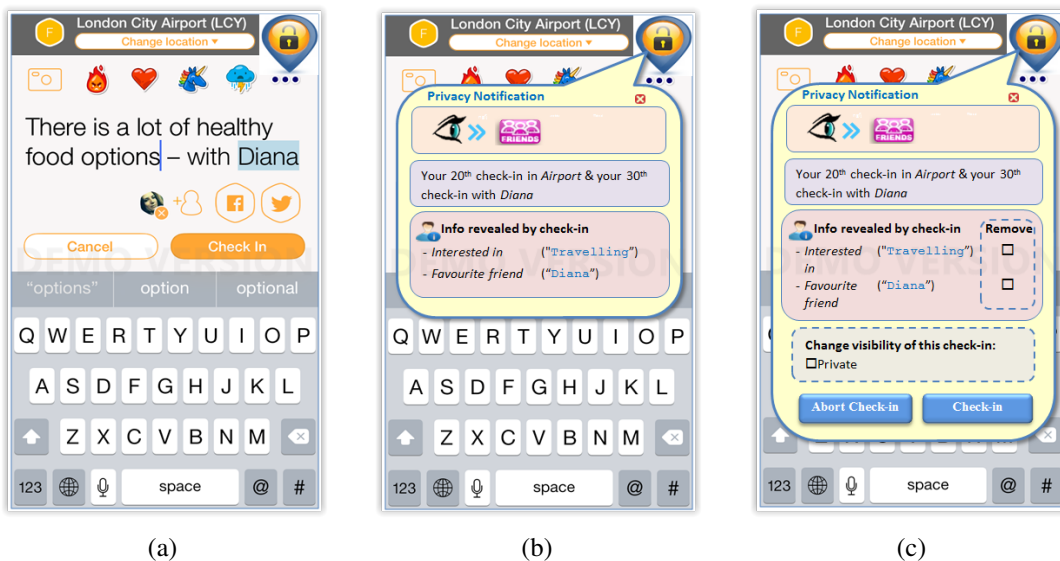 London City Airport (LCY)
F
Change location ▾
There is a lot of healthy
food options – with Diana
Cancel
Check In
DEMO VERSION
“options”
option
optional
Q W E R T Y U I O P
A S D F G H J K L
Z X C V B N M
123
space
@
#
(a)
London City Airport (LCY)
F
Change location ▾
Privacy Notification
FRIENDS
Your 20th check-in in Airport & your 30th
check-in with Diana
Info revealed by check-in
- Interested in ("Travelling")
- Favourite friend ("Diana")
Q W E R T Y U I O P
A S D F G H J K L
Z X C V B N M
123
space
@
#
(b)
London City Airport (LCY)
F
Change location ▾
Privacy Notification
FRIENDS
Your 20th check-in in Airport & your 30th
check-in with Diana
Info revealed by check-in
Remove
- Interested ("Travelling")
in
- Favourite ("Diana")
friend
Change visibility of this check-in:
Private
Abort Check-in
Check-in
123
space
@
#
(c)